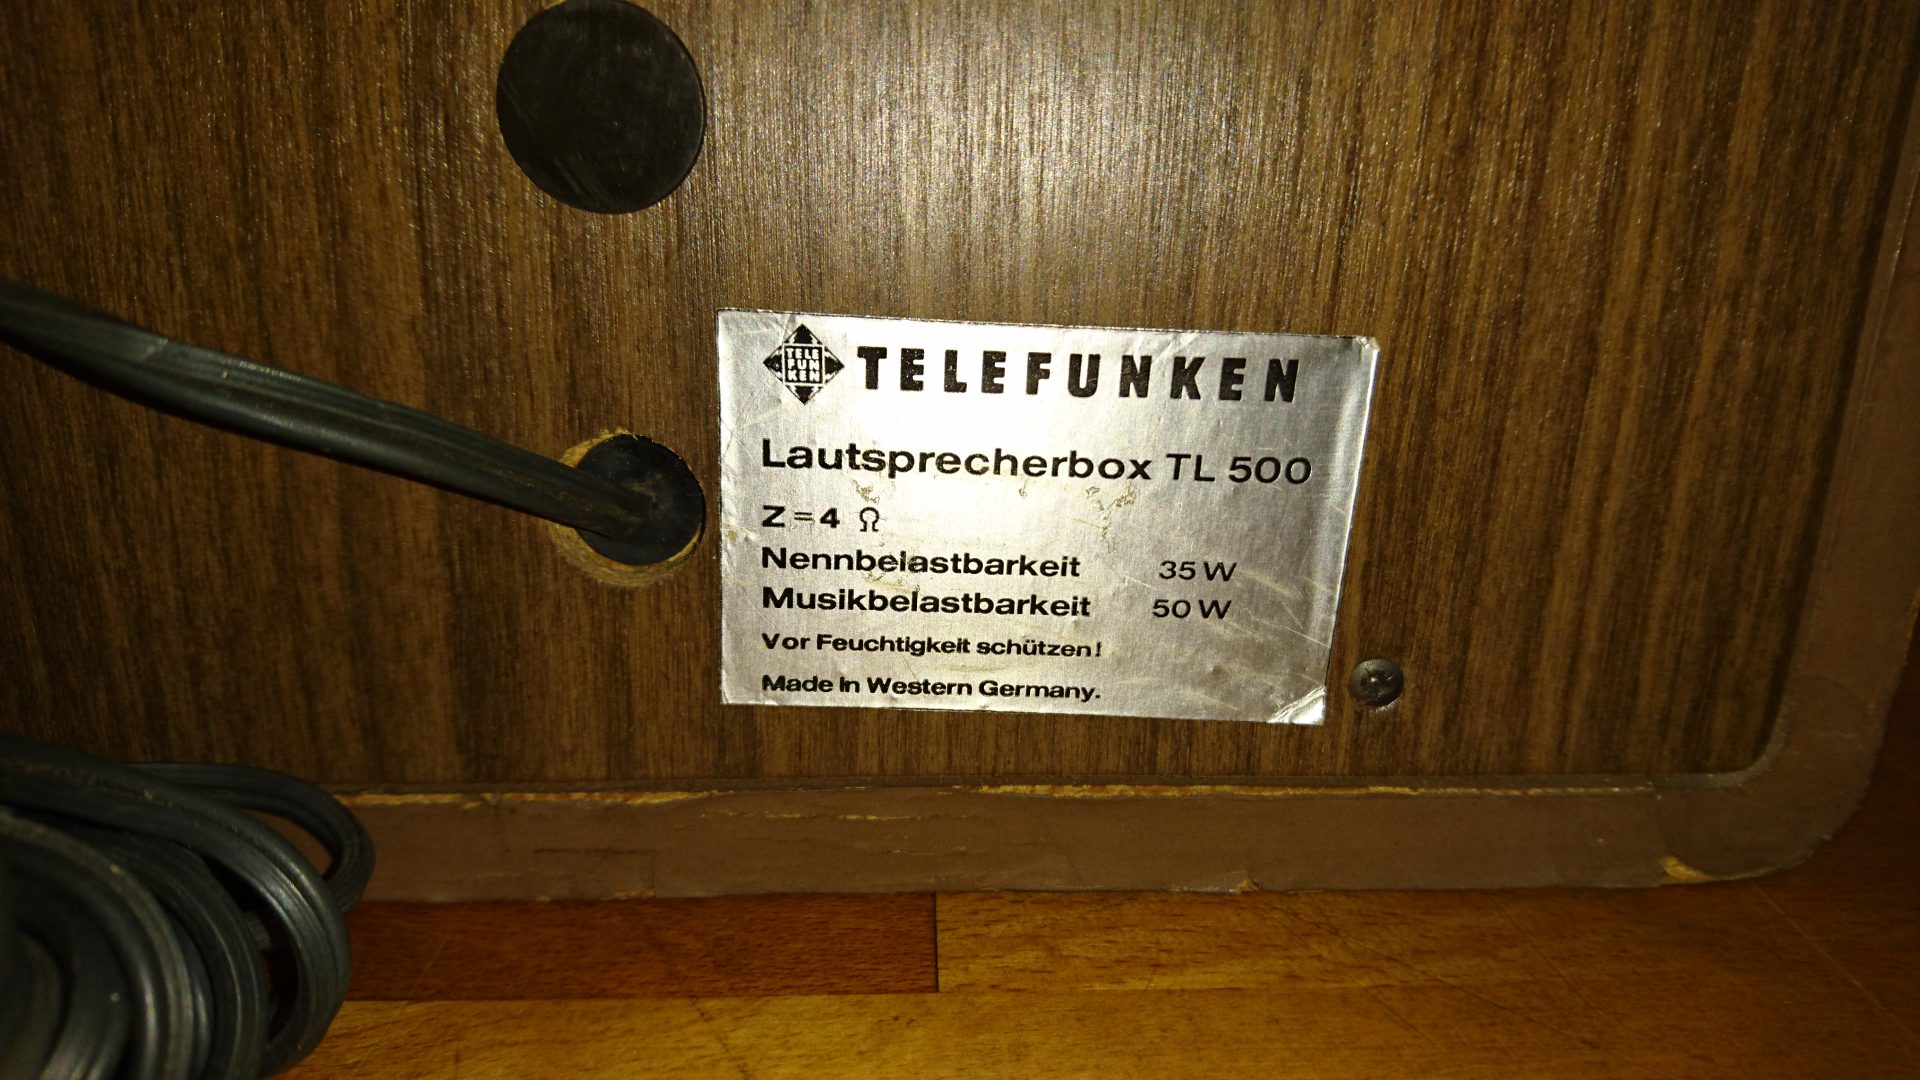 TELE
FUN
KEN
TELEFUNKEN
Lautsprecherbox TL 500
Z=4 Ω
Nennbelastbarkeit 35 W
Musikbelastbarkeit 50 W
Vor Feuchtigkeit schützen!
Made in Western Germany.